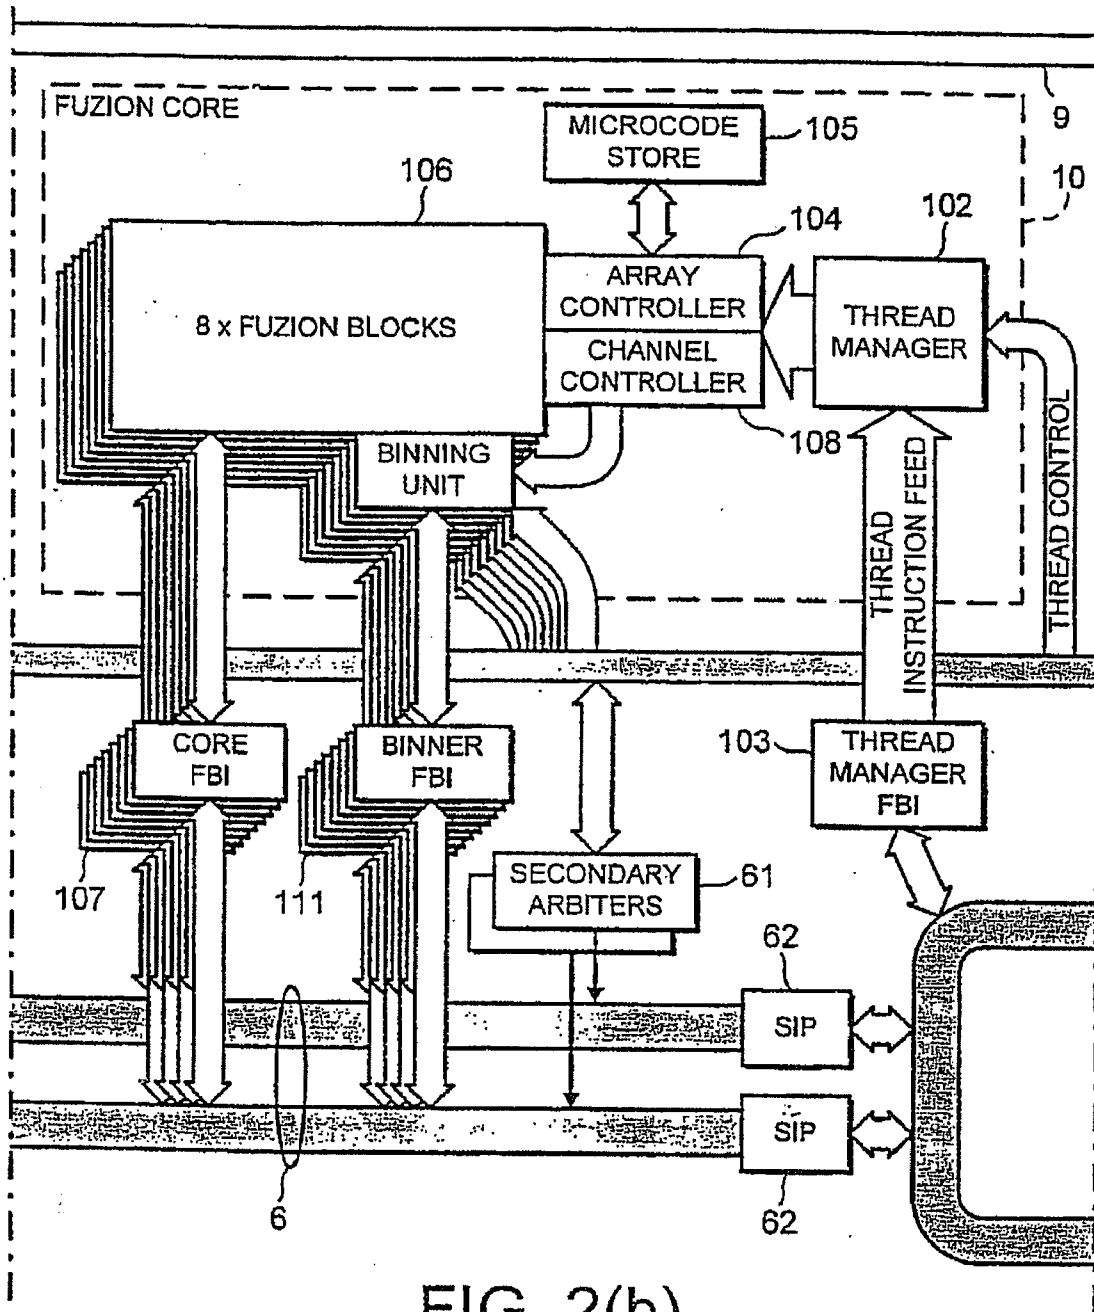 9
FUZION CORE
MICROCODE
STORE
105
10
106
104
102
ARRAY
CONTROLLER
8 x FUZION BLOCKS
THREAD
MANAGER
CHANNEL
CONTROLLER
108
BINNING
UNIT
THREAD
INSTRUCTION FEED
THREAD CONTROL
CORE
FBI
BINNER
FBI
103
THREAD
MANAGER
FBI
107
111
SECONDARY
ARBITERS
61
62
SIP
SIP
6
62
FIG. 2(b)